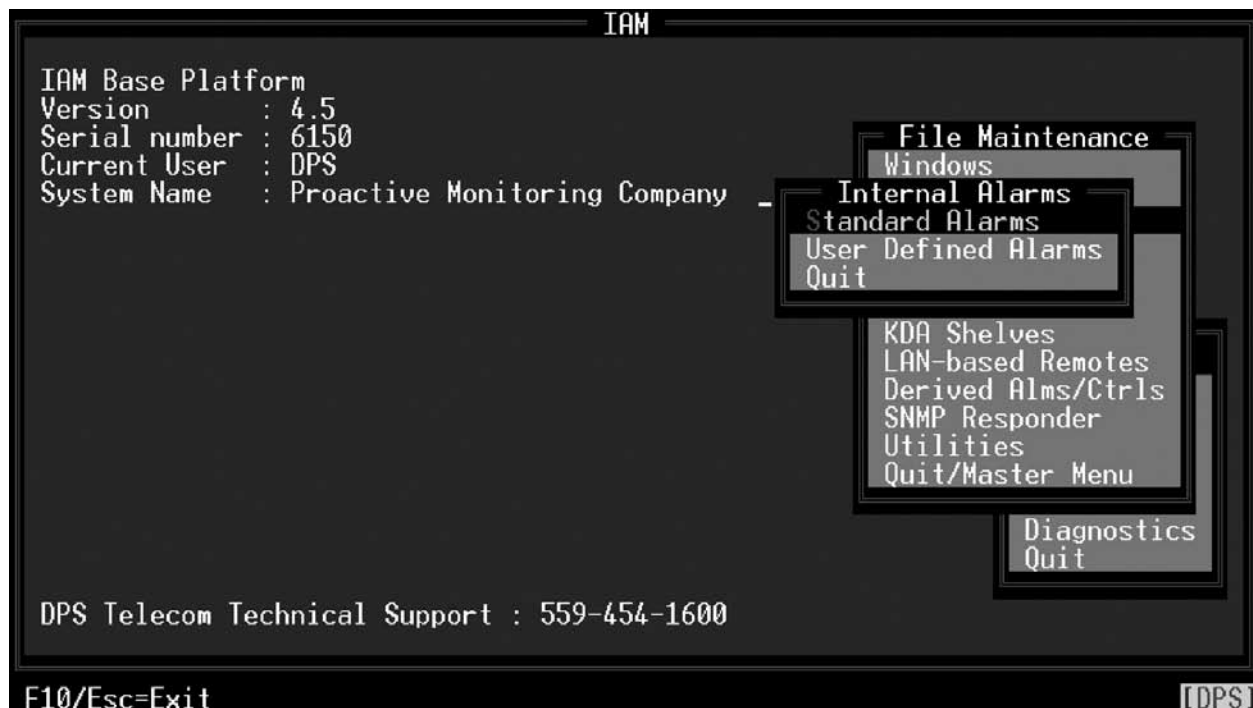 IAM
IAM Base Platform
Version : 4.5
Serial number : 6150
Current User : DPS
System Name : Proactive Monitoring Company _
File Maintenance
Windows
Internal Alarms
Standard Alarms
User Defined Alarms
Quit
KDA Shelves
LAN-based Remotes
Derived Alms/Ctrls
SNMP Responder
Utilities
Quit/Master Menu
Diagnostics
Quit
DPS Telecom Technical Support : 559-454-1600
F10/Esc=Exit [DPS]